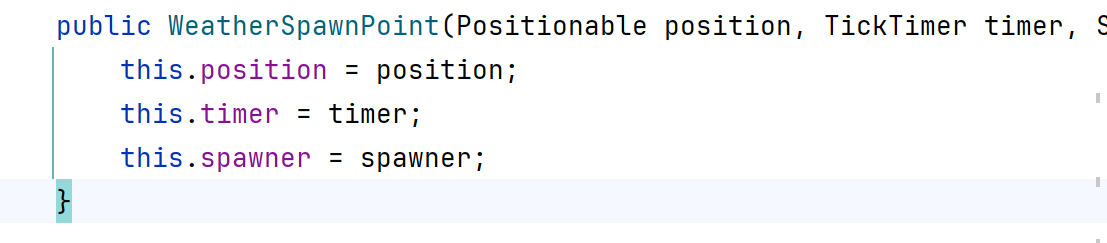 public WeatherSpawnPoint(Positionable position, TickTimer timer, S
this.position = position;
this.timer = timer;
this.spawner = spawner;
}